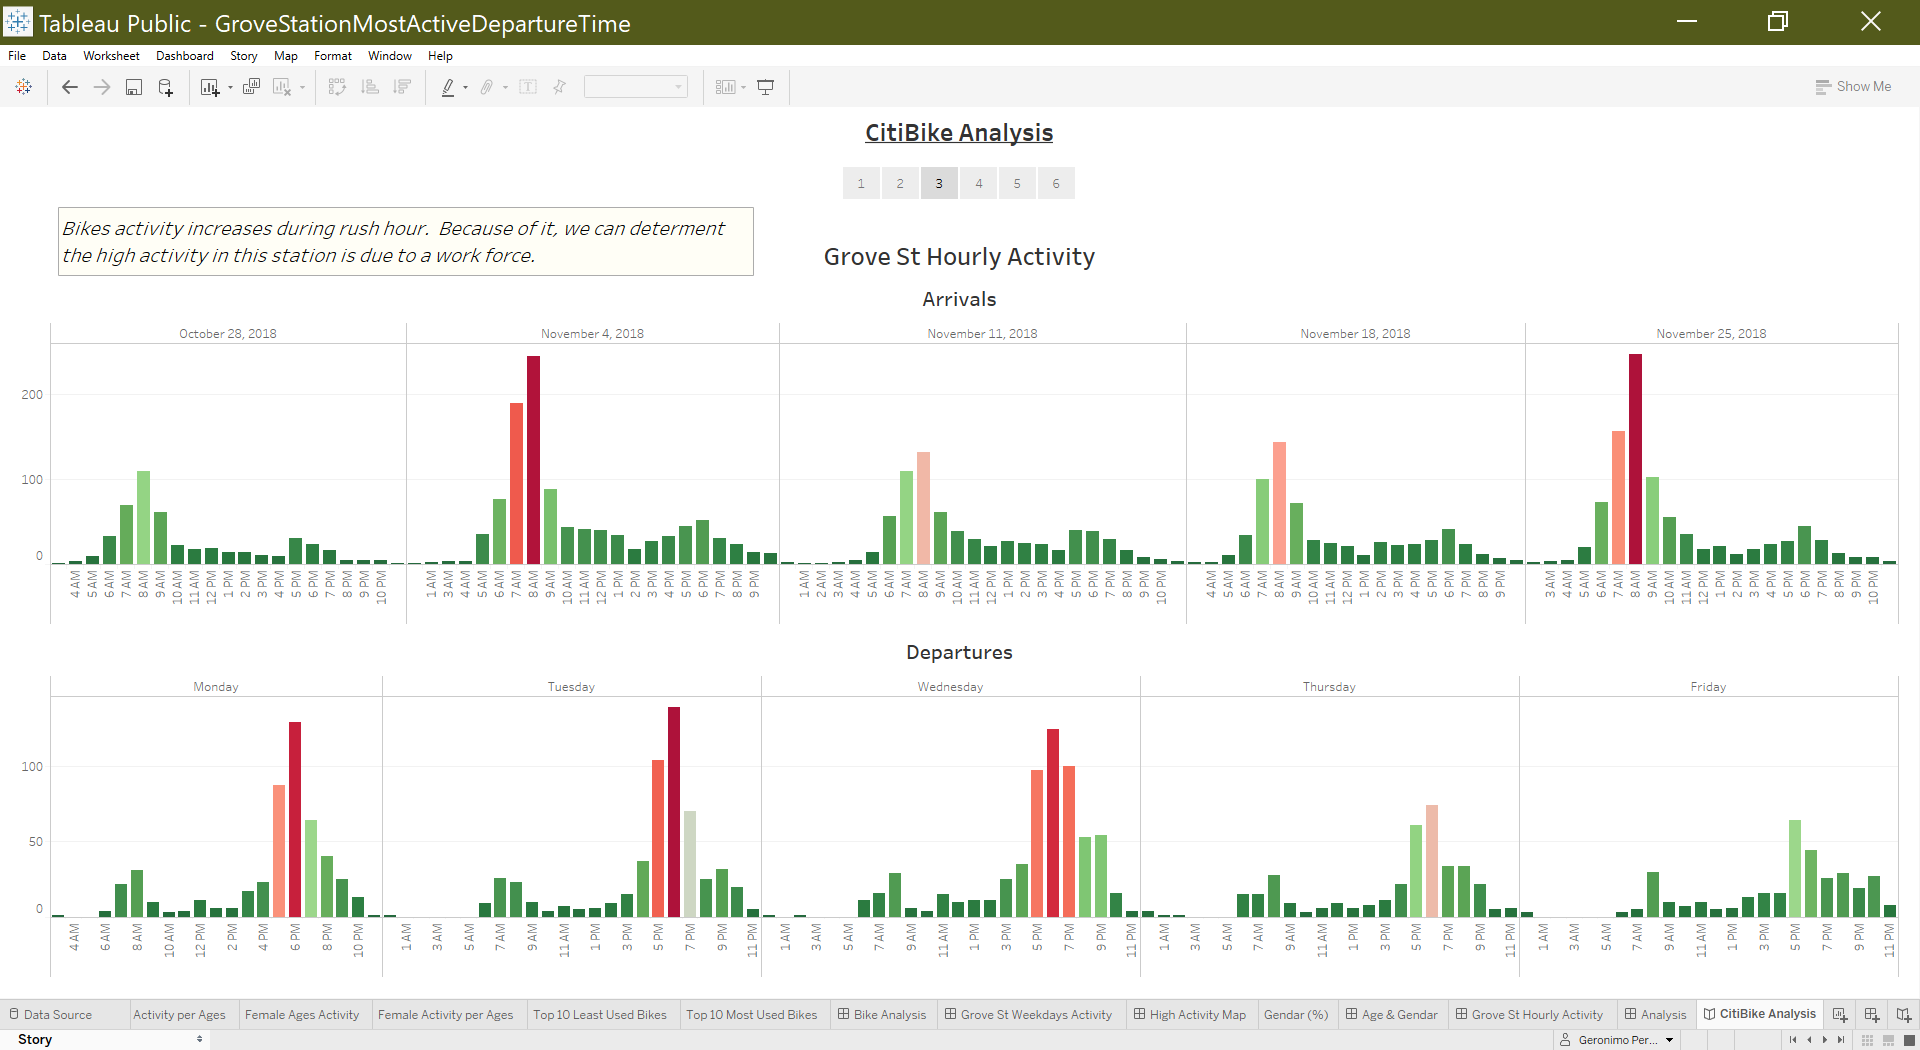 Tableau Public - GroveStationMostActiveDepartureTime
File Data Worksheet Dashboard Story Map Format Window Help
Show Me
CitiBike Analysis
1 2 3 4 5 6
Bikes activity increases during rush hour.  Because of it, we can determent
the high activity in this station is due to a work force.
Grove St Hourly Activity
Arrivals
October 28, 2018 November 4, 2018 November 11, 2018 November 18, 2018 November 25, 2018
200
100
0
4 AM 5 AM 6 AM 7 AM 8 AM 9 AM 10 AM 11 AM 12 PM 1 PM 2 PM 3 PM 4 PM 5 PM 6 PM 7 PM 8 PM 9 PM 10 PM 1 AM 2 AM 3 AM 4 AM 5 AM 6 AM 7 AM 8 AM 9 AM 10 AM 11 AM 12 PM 1 PM 2 PM 3 PM 4 PM 5 PM 6 PM 7 PM 8 PM 9 PM 1 AM 2 AM 3 AM 4 AM 5 AM 6 AM 7 AM 8 AM 9 AM 10 AM 11 AM 12 PM 1 PM 2 PM 3 PM 4 PM 5 PM 6 PM 7 PM 8 PM 9 PM 10 PM 4 AM 5 AM 6 AM 7 AM 8 AM 9 AM 10 AM 11 AM 12 PM 1 PM 2 PM 3 PM 4 PM 5 PM 6 PM 7 PM 8 PM 9 PM 3 AM 4 AM 5 AM 6 AM 7 AM 8 AM 9 AM 10 AM 11 AM 12 PM 1 PM 2 PM 3 PM 4 PM 5 PM 6 PM 7 PM 8 PM 9 PM 10 PM
Departures
Monday Tuesday Wednesday Thursday Friday
100
50
0
4 AM 6 AM 8 AM 10 AM 12 PM 2 PM 4 PM 6 PM 8 PM 10 PM 1 AM 3 AM 5 AM 7 AM 9 AM 11 AM 1 PM 3 PM 5 PM 7 PM 9 PM 11 PM 1 AM 3 AM 5 AM 7 AM 9 AM 11 AM 1 PM 3 PM 5 PM 7 PM 9 PM 11 PM 1 AM 3 AM 5 AM 7 AM 9 AM 11 AM 1 PM 3 PM 5 PM 7 PM 9 PM 11 PM 1 AM 3 AM 5 AM 7 AM 9 AM 11 AM 1 PM 3 PM 5 PM 7 PM 9 PM 11 PM
Data Source Activity per Ages Female Ages Activity Female Activity per Ages Top 10 Least Used Bikes Top 10 Most Used Bikes Bike Analysis Grove St Weekdays Activity High Activity Map Gendar (%) Age & Gendar Grove St Hourly Activity Analysis CitiBike Analysis
Story Geronimo Per...